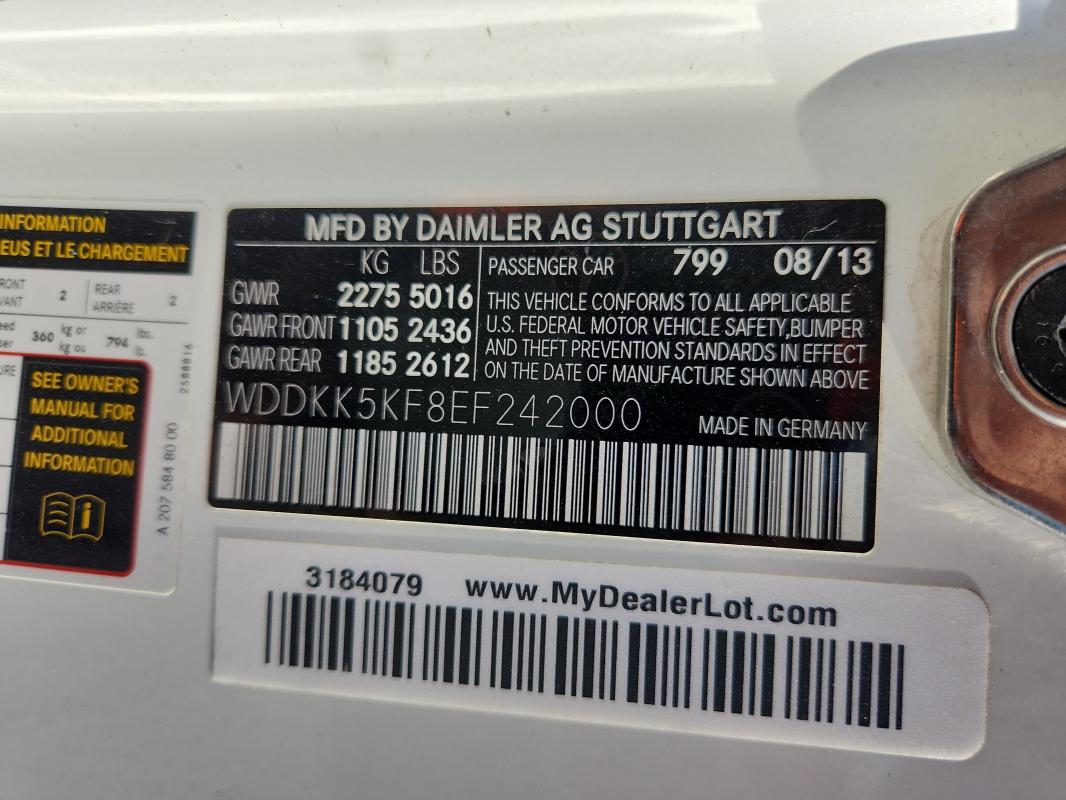 INFORMATION
EUS ET LE CHARGEMENT
RONT
VANT
2
REAR
ARRIÈRE
2
eed
ser
360
kg or
kg ou
794
lbs.
lb.
URE
SEE OWNER'S
MANUAL FOR
ADDITIONAL
INFORMATION
i
2588816
A 207 584 80 00
MFD BY DAIMLER AG STUTTGART
KG LBS
GVWR 2275 5016
GAWR FRONT 1105 2436
GAWR REAR 1185 2612
PASSENGER CAR 799 08/13
THIS VEHICLE CONFORMS TO ALL APPLICABLE
U.S. FEDERAL MOTOR VEHICLE SAFETY,BUMPER
AND THEFT PREVENTION STANDARDS IN EFFECT
ON THE DATE OF MANUFACTURE SHOWN ABOVE
WDDKK5KF8EF242000
MADE IN GERMANY
3184079 www.MyDealerLot.com